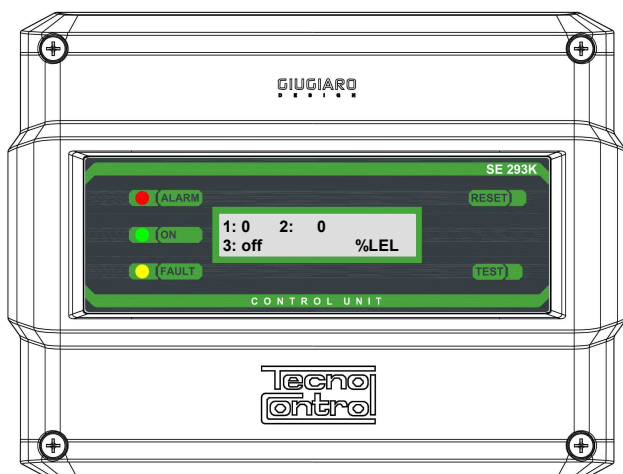 GIUGIARO
DESIGN
SE 293K
ALARM
RESET
ON
1: 0 2: 0
3: off %LEL
FAULT
TEST
CONTROL UNIT
Tecno
Control